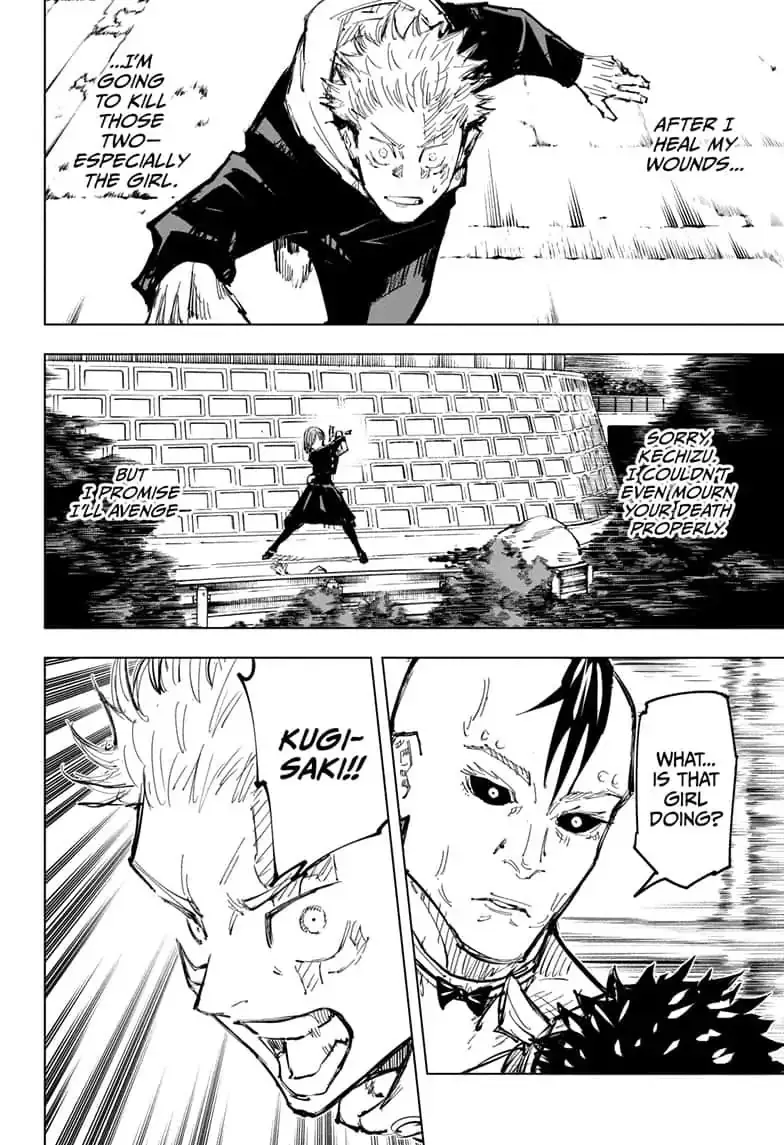 AFTER I
HEAL MY
WOUNDS...
...I'M
GOING
TO KILL
THOSE
TWO—
ESPECIALLY
THE GIRL.
SORRY,
KECHIZU.
I COULDN'T
EVEN MOURN
YOUR DEATH
PROPERLY.
BUT
I PROMISE
I'LL AVENGE—
WHAT...
IS THAT
GIRL
DOING?
KUGI-
SAKI!!